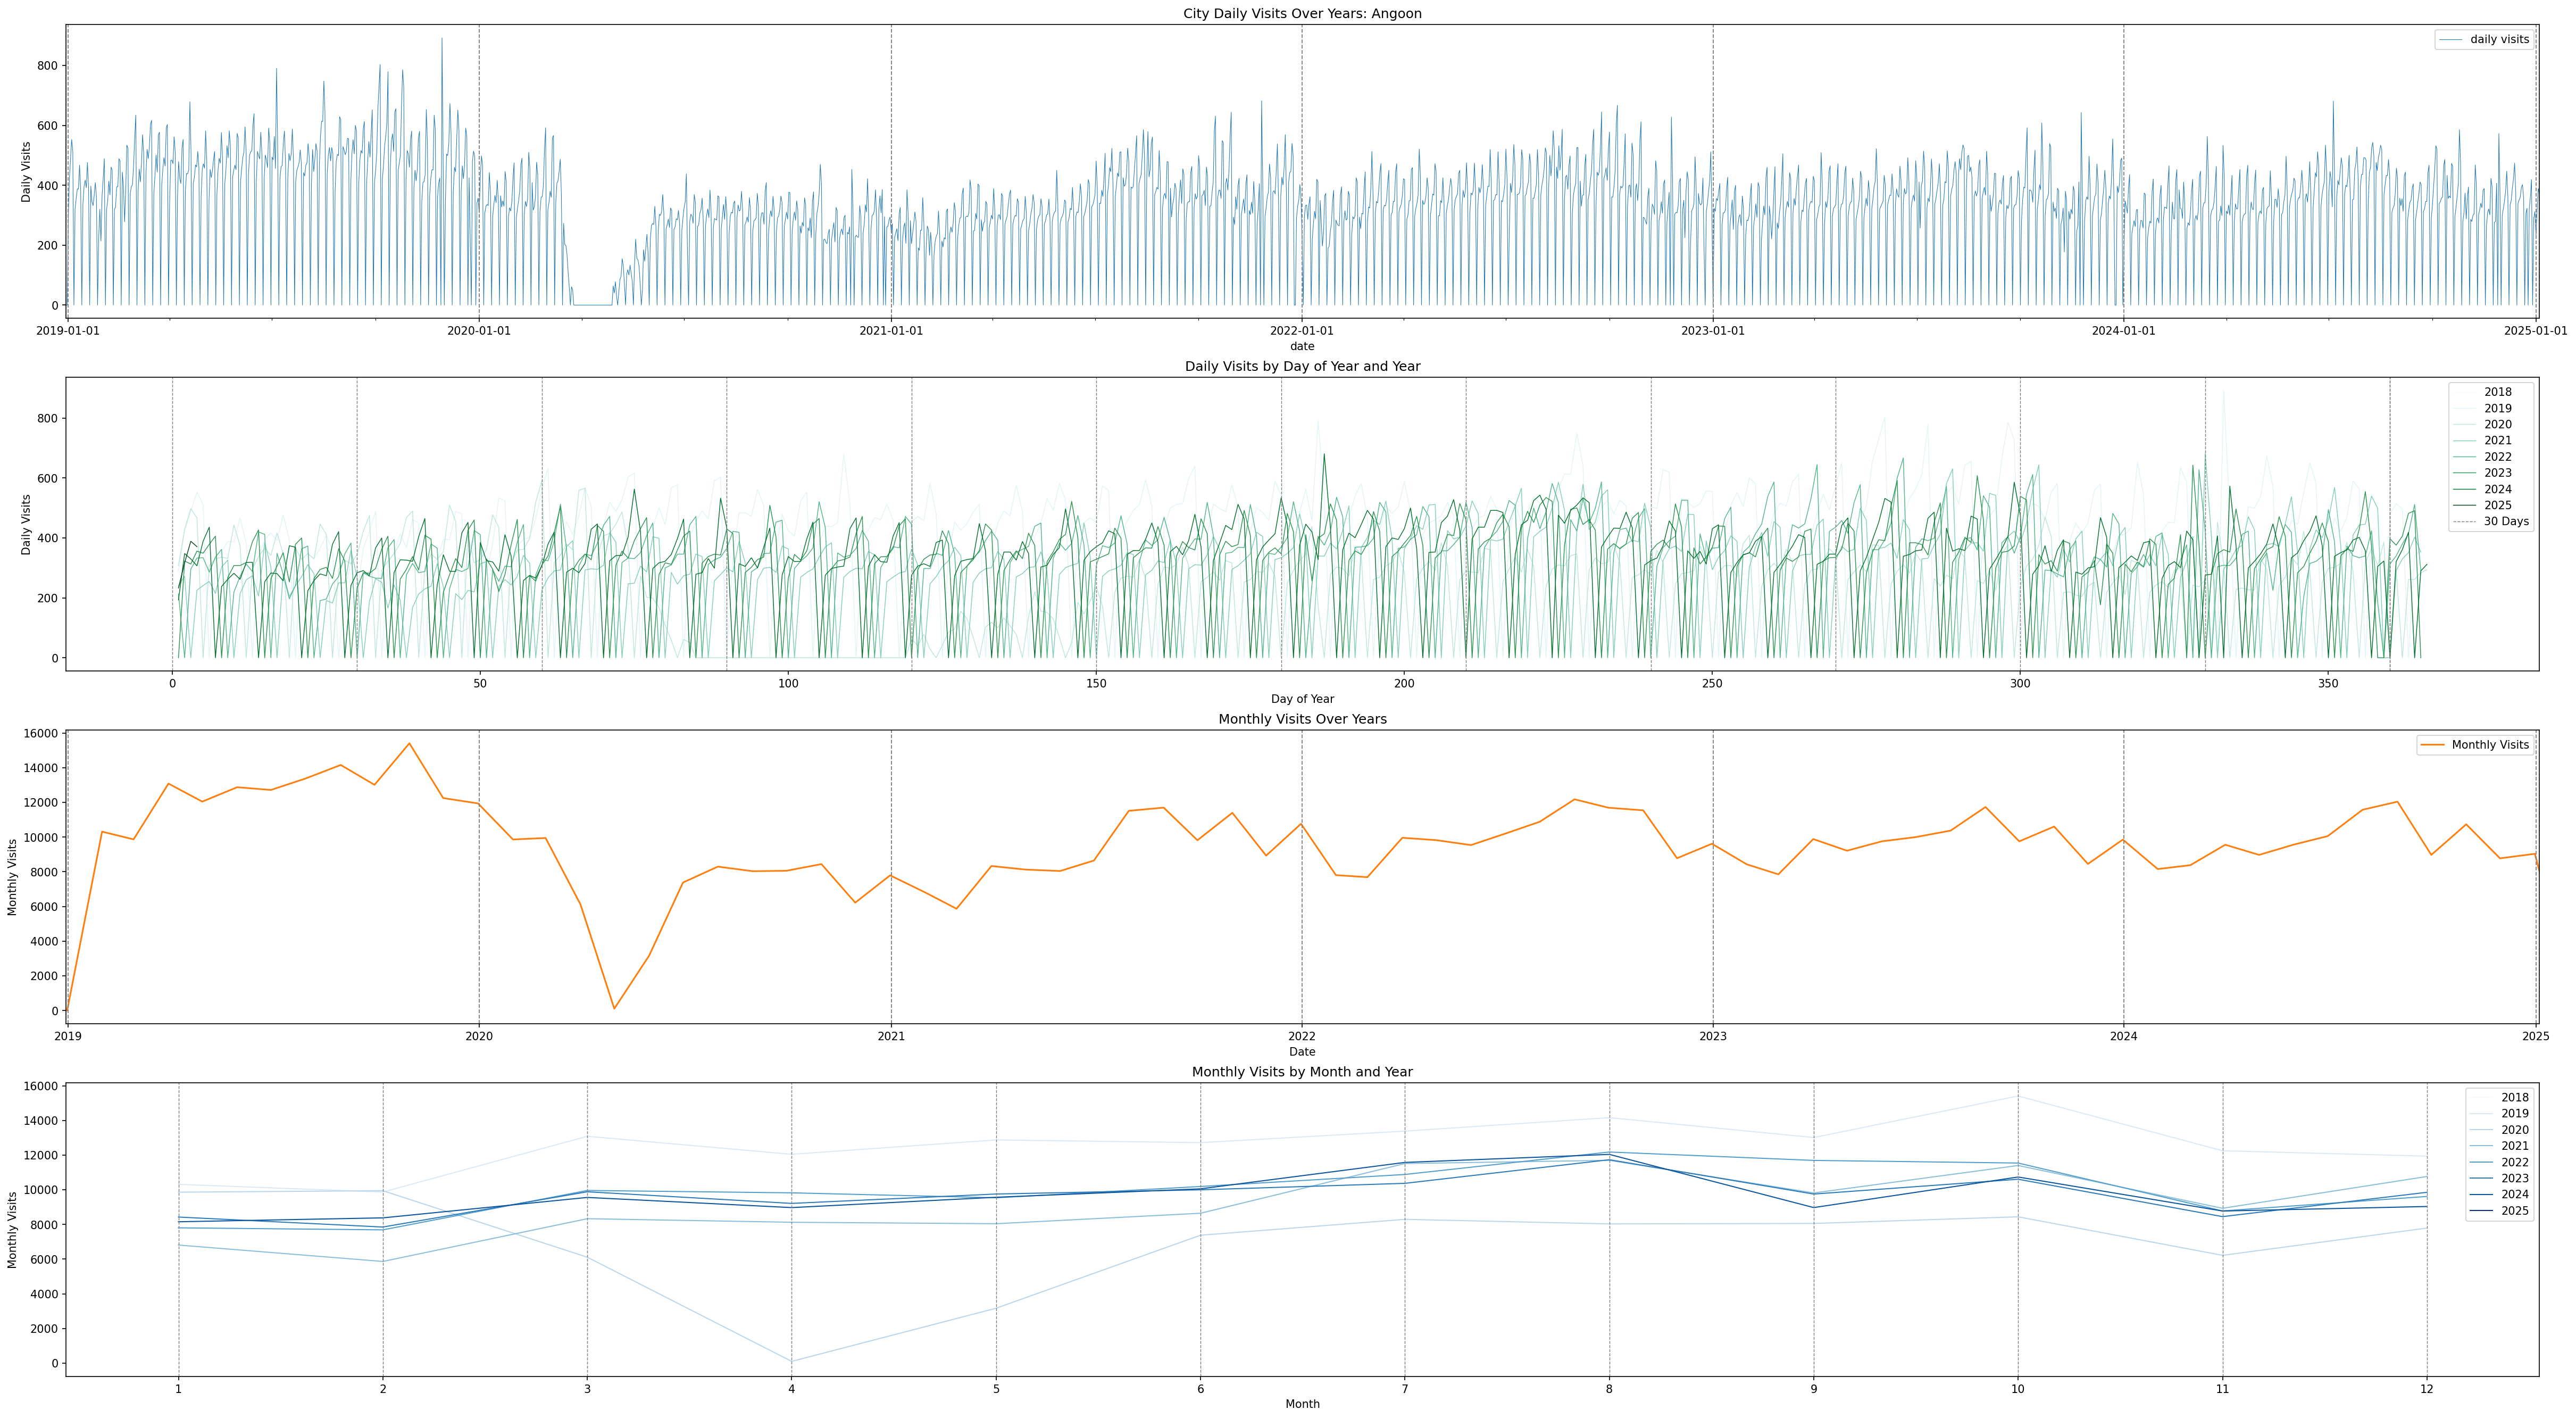 City Daily Visits Over Years: Angoon
daily visits
Daily Visits
800
600
400
200
0
2019-01-01 2020-01-01 2021-01-01 2022-01-01 2023-01-01 2024-01-01 2025-01-01
date
Daily Visits by Day of Year and Year
2018
2019
2020
2021
2022
2023
2024
2025
30 Days
Daily Visits
800
600
400
200
0
0 50 100 150 200 250 300 350
Day of Year
Monthly Visits Over Years
Monthly Visits
Monthly Visits
16000
14000
12000
10000
8000
6000
4000
2000
0
2019 2020 2021 2022 2023 2024 2025
Date
Monthly Visits by Month and Year
2018
2019
2020
2021
2022
2023
2024
2025
Monthly Visits
16000
14000
12000
10000
8000
6000
4000
2000
0
1 2 3 4 5 6 7 8 9 10 11 12
Month